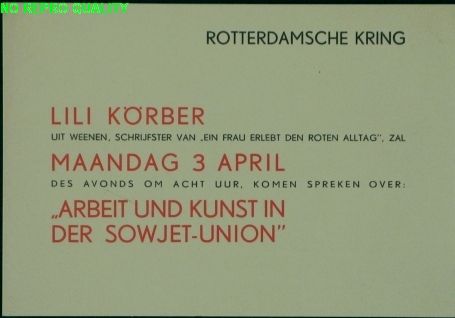 NO REPRO QUALITY
ROTTERDAMSCHE KRING
LILI KÖRBER
UIT WEENEN, SCHRIJFSTER VAN „EIN FRAU ERLEBT DEN ROTEN ALLTAG", ZAL
MAANDAG 3 APRIL
DES AVONDS OM ACHT UUR, KOMEN SPREKEN OVER:
„ARBEIT UND KUNST IN
DER SOWJET-UNION"